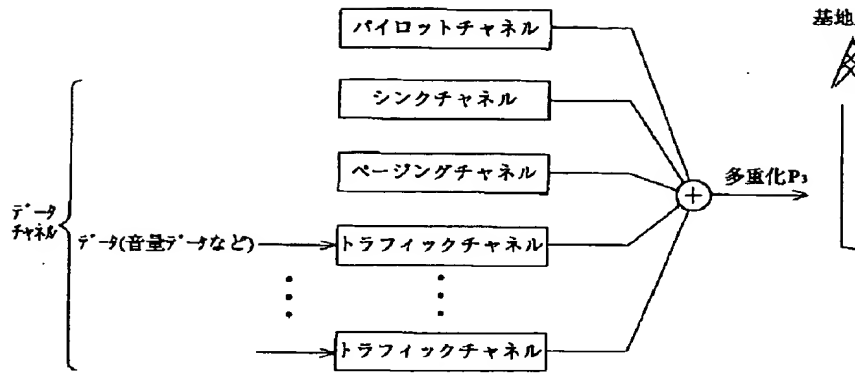 パイロットチャネル
基地
シンクチャネル
ページングチャネル
多重化P₃
データ
チャネル
データ(音量データなど)
トラフィックチャネル
トラフィックチャネル